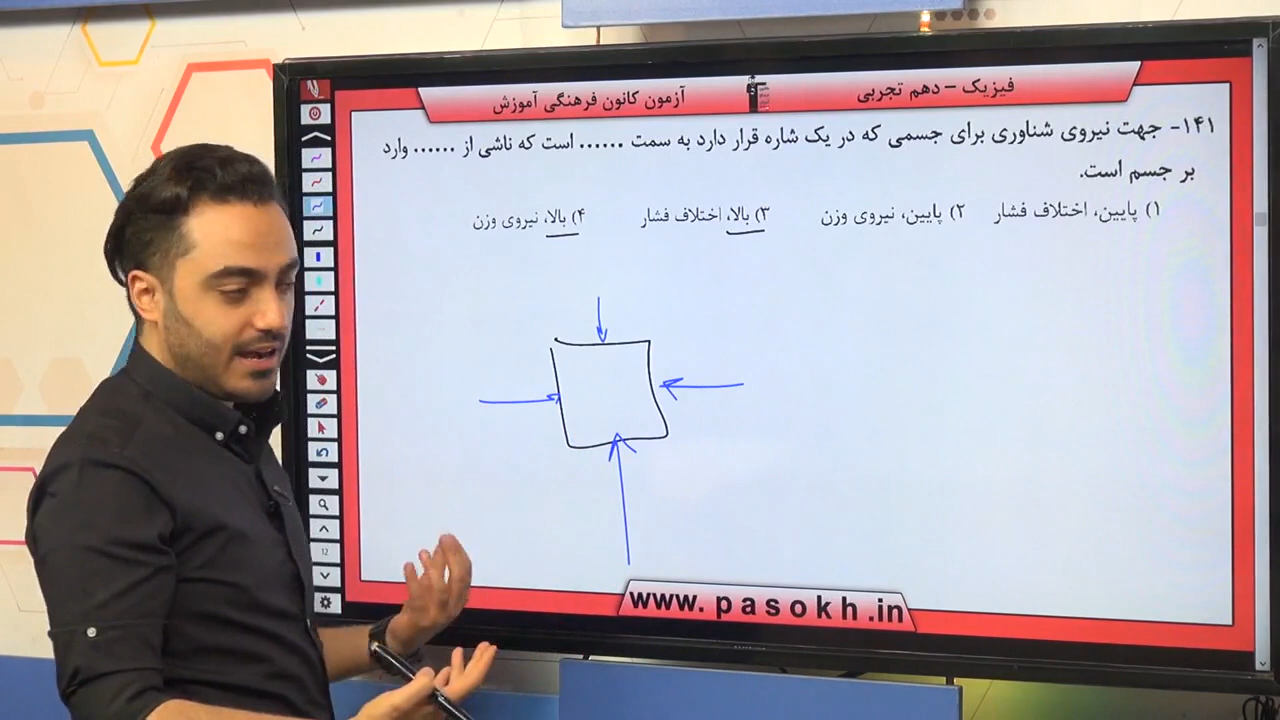 فیزیک – دهم تجربی
آزمون کانون فرهنگی آموزش
۱۴۱- جهت نیروی شناوری برای جسمی که در یک شاره قرار دارد به سمت ...... است که ناشی از ...... وارد
بر جسم است.
۱) پایین، اختلاف فشار ۲) پایین، نیروی وزن ۳) بالا، اختلاف فشار ۴) بالا، نیروی وزن
12
www.pasokh.in